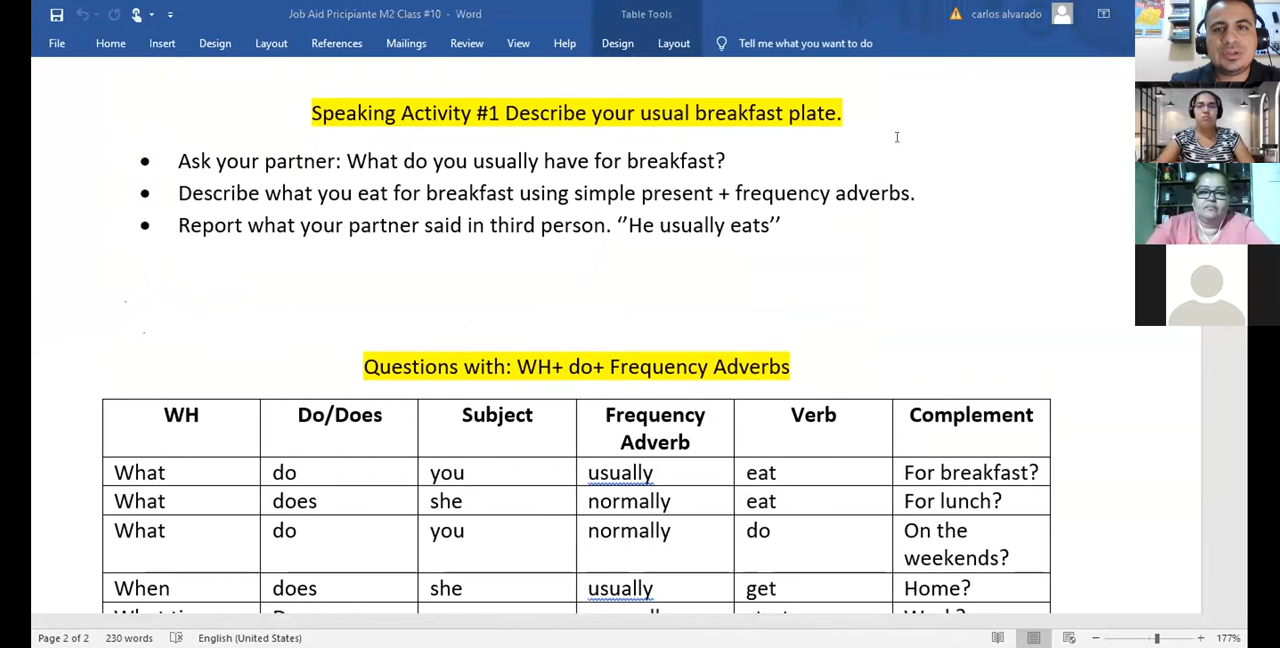 Job Aid Pricipiante M2 Class #10 - Word
Table Tools
carlos alvarado
File Home Insert Design Layout References Mailings Review View Help Design Layout Tell me what you want to do
Speaking Activity #1 Describe your usual breakfast plate.
• Ask your partner: What do you usually have for breakfast?
• Describe what you eat for breakfast using simple present + frequency adverbs.
• Report what your partner said in third person. ‘’He usually eats’’
Questions with: WH+ do+ Frequency Adverbs
WH Do/Does Subject Frequency Adverb Verb Complement
What do you usually eat For breakfast?
What does she normally eat For lunch?
What do you normally do On the weekends?
When does she usually get Home?
Page 2 of 2 230 words English (United States) 177%